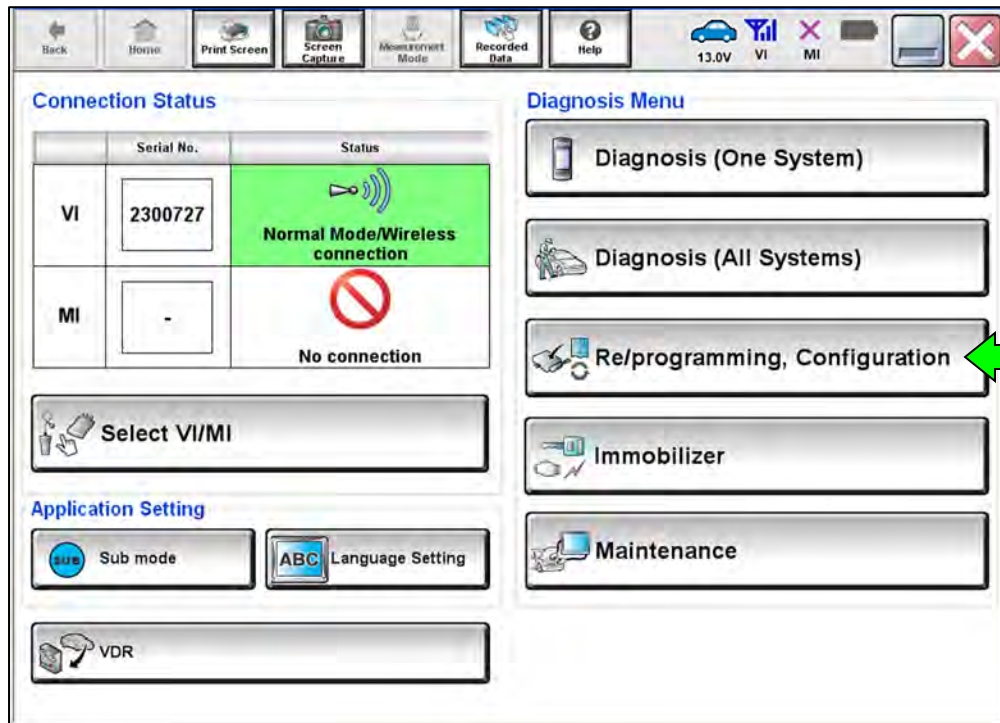 Back
Home
Print Screen
Screen
Capture
Measurement
Mode
Recorded
Data
Help
13.0V
VI
MI
Connection Status
Serial No.
Status
VI
2300727
Normal Mode/Wireless
connection
MI
-
No connection
Select VI/MI
Application Setting
SUB
Sub mode
ABC
Language Setting
VDR
Diagnosis Menu
Diagnosis (One System)
Diagnosis (All Systems)
Re/programming, Configuration
Immobilizer
Maintenance